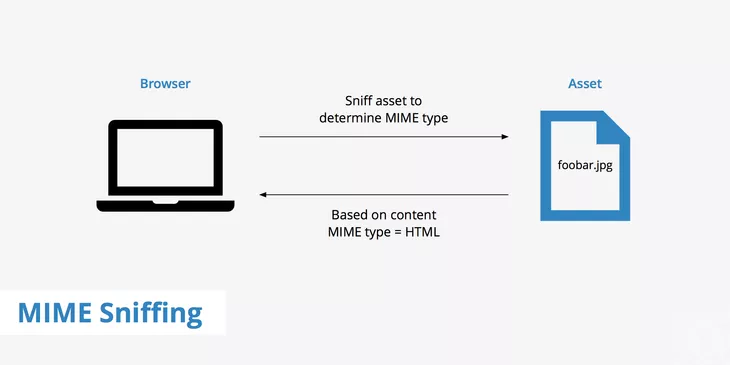 Browser
Asset
Sniff asset to
determine MIME type
foobar.jpg
Based on content
MIME type = HTML
MIME Sniffing